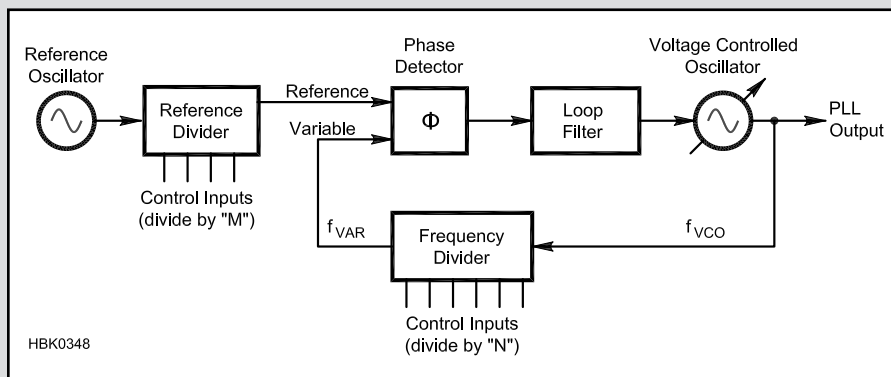 Reference
Oscillator
Reference
Divider
Control Inputs
(divide by "M")
Reference
Variable
Phase
Detector
Φ
Loop
Filter
Voltage Controlled
Oscillator
PLL
Output
f VAR
Frequency
Divider
f VCO
Control Inputs
(divide by "N")
HBK0348